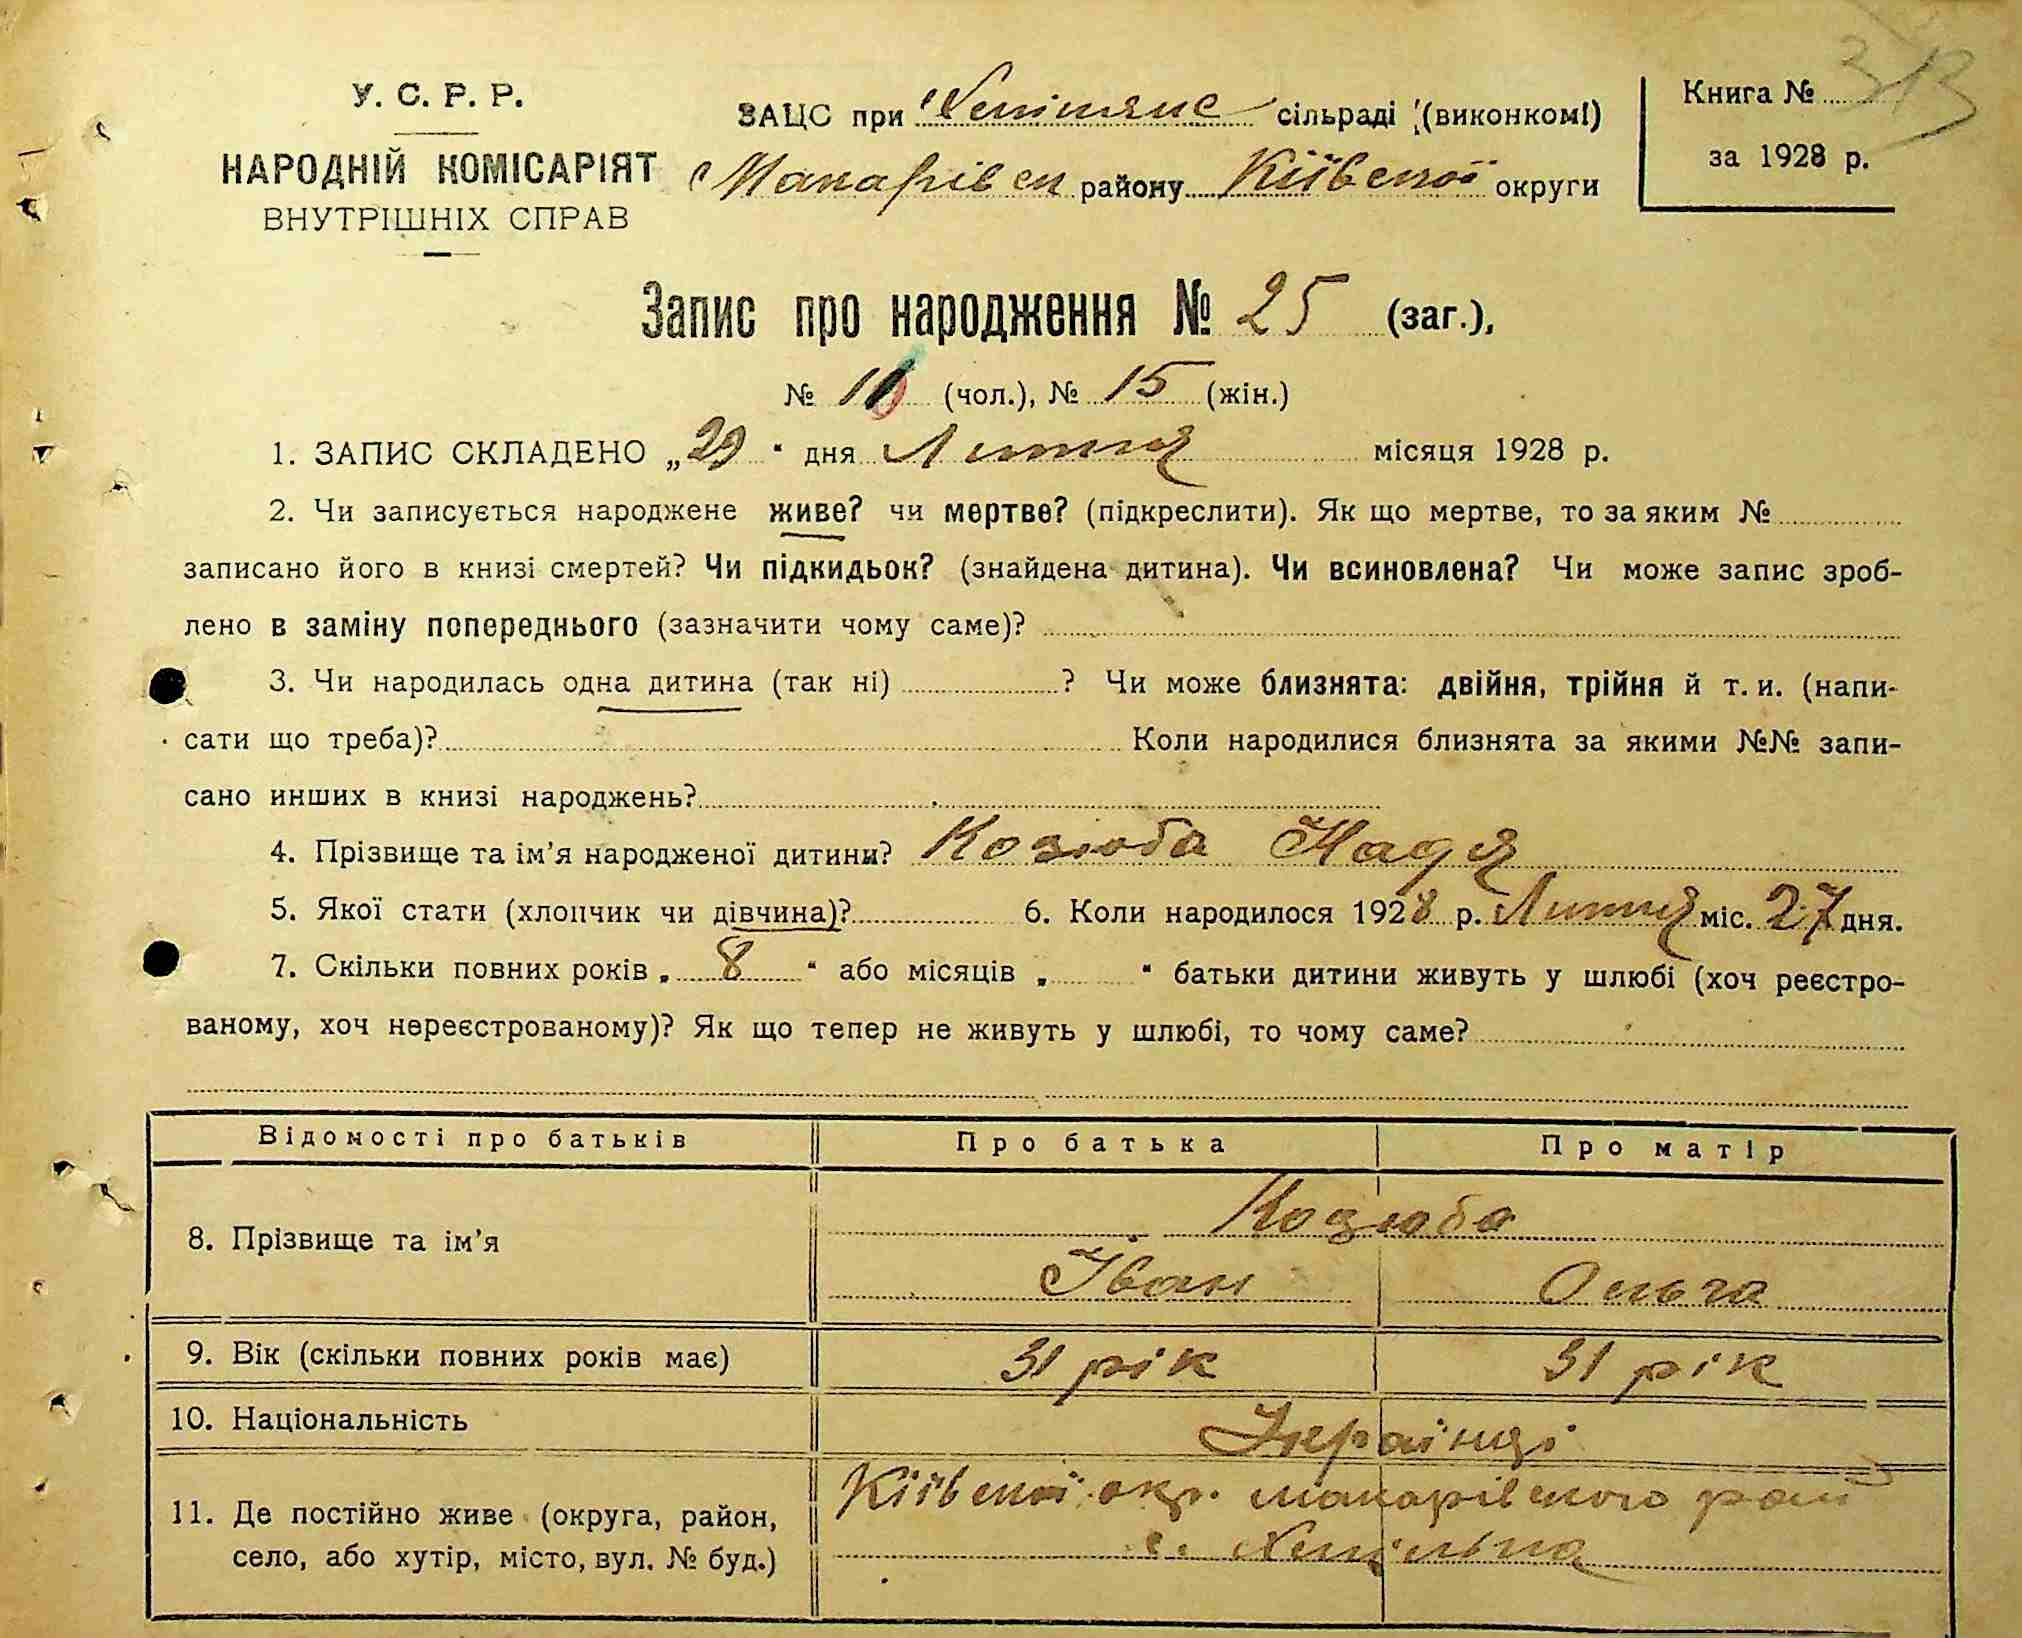 У. С. Р. Р.
НАРОДНІЙ КОМІСАРІЯТ
ВНУТРІШНІХ СПРАВ
ЗАЦС при сільраді (виконкомі)
Макарівск району Київської округи
Книга № 313
за 1928 р.
Запис про народження № 25 (заг.),
№ 10 (чол.), № 15 (жін.)
1. ЗАПИС СКЛАДЕНО „29" дня Липня місяця 1928 р.
2. Чи записується народжене живе? чи мертве? (підкреслити). Як що мертве, то за яким №
записано його в книзі смертей? Чи підкидьок? (знайдена дитина). Чи всиновлена? Чи може запис зроб-
лено в заміну попереднього (зазначити чому саме)?
3. Чи народилась одна дитина (так ні) ? Чи може близнята: двійня, трійня й т. и. (напи-
сати що треба)? Коли народилися близнята за якими №№ запи-
сано инших в книзі народжень?
4. Прізвище та ім'я народженої дитини? Козюба Надія
5. Якої стати (хлопчик чи дівчина)? 6. Коли народилося 1928 р. Липня міс. 27 дня.
7. Скільки повних років „ 8 " або місяців „ " батьки дитини живуть у шлюбі (хоч реєстро-
ваному, хоч нереєстрованому)? Як що тепер не живуть у шлюбі, то чому саме?
Відомості про батьків Про батька Про матір
8. Прізвище та ім'я Козюба
Іван Ольга
9. Вік (скільки повних років має) 31 рік 31 рік
10. Національність Українці
11. Де постійно живе (округа, район,
село, або хутір, місто, вул. № буд.)
Київської окр. макарівського рай
с.